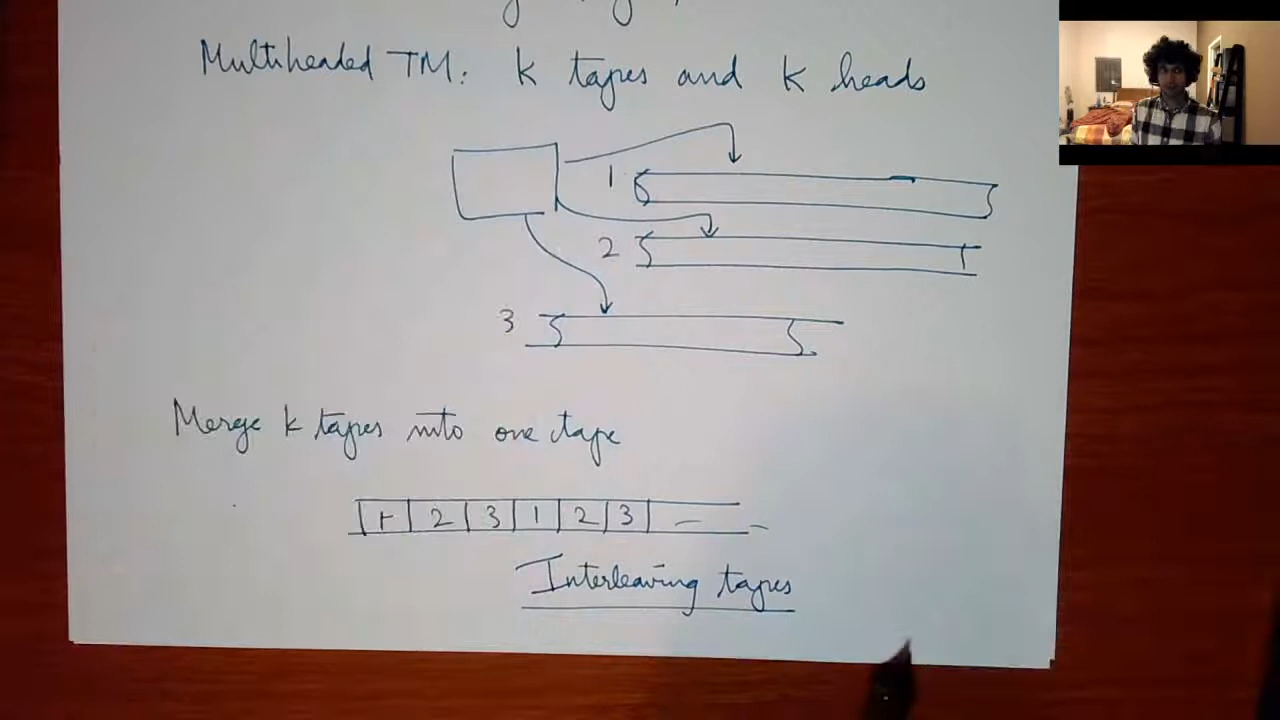 Multiheaded TM: k tapes and k heads
1
2
3
Merge k tapes into one tape
1 2 3 1 2 3 – –
Interleaving tapes